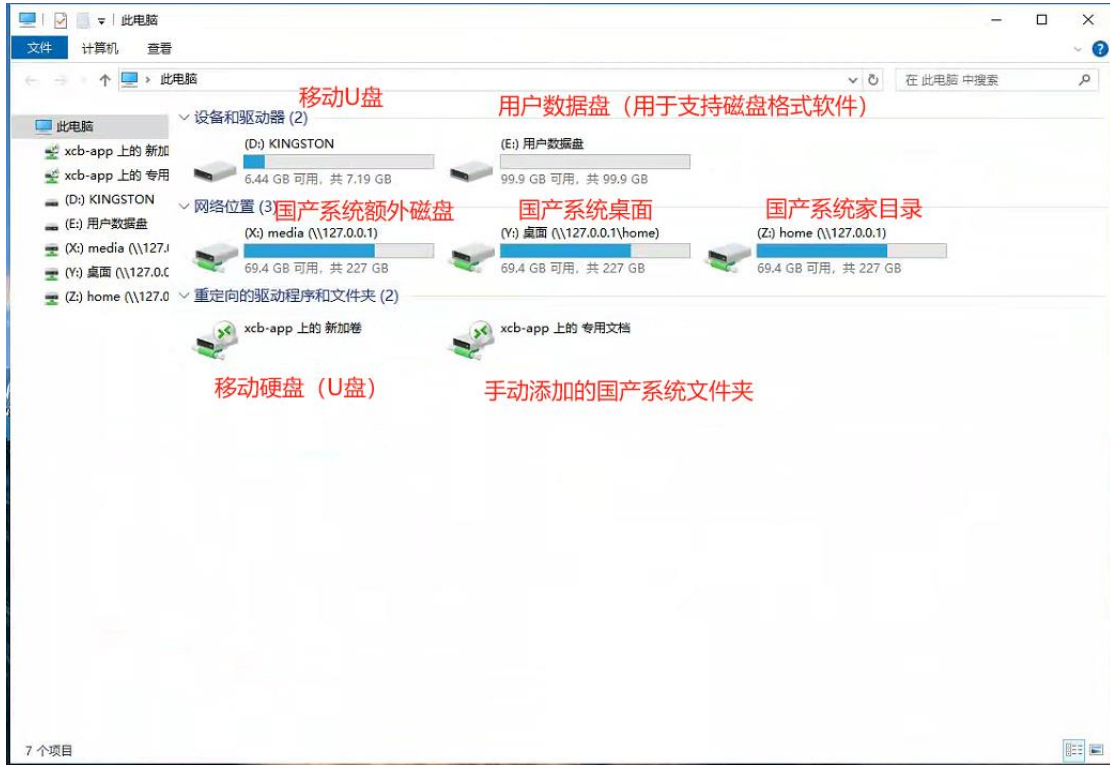 此电脑
文件 计算机 查看
此电脑
在 此电脑 中搜索
移动U盘
用户数据盘（用于支持磁盘格式软件）
此电脑
xcb-app 上的 新加
xcb-app 上的 专用
(D:) KINGSTON
(E:) 用户数据盘
(X:) media (\\127.
(Y:) 桌面 (\\127.0.
(Z:) home (\\127.0
设备和驱动器 (2)
(D:) KINGSTON
6.44 GB 可用，共 7.19 GB
(E:) 用户数据盘
99.9 GB 可用，共 99.9 GB
网络位置 (3)
国产系统额外磁盘
国产系统桌面
国产系统家目录
(X:) media (\\127.0.0.1)
69.4 GB 可用，共 227 GB
(Y:) 桌面 (\\127.0.0.1\home)
69.4 GB 可用，共 227 GB
(Z:) home (\\127.0.0.1)
69.4 GB 可用，共 227 GB
重定向的驱动程序和文件夹 (2)
xcb-app 上的 新加卷
xcb-app 上的 专用文档
移动硬盘（U盘）
手动添加的国产系统文件夹
7 个项目